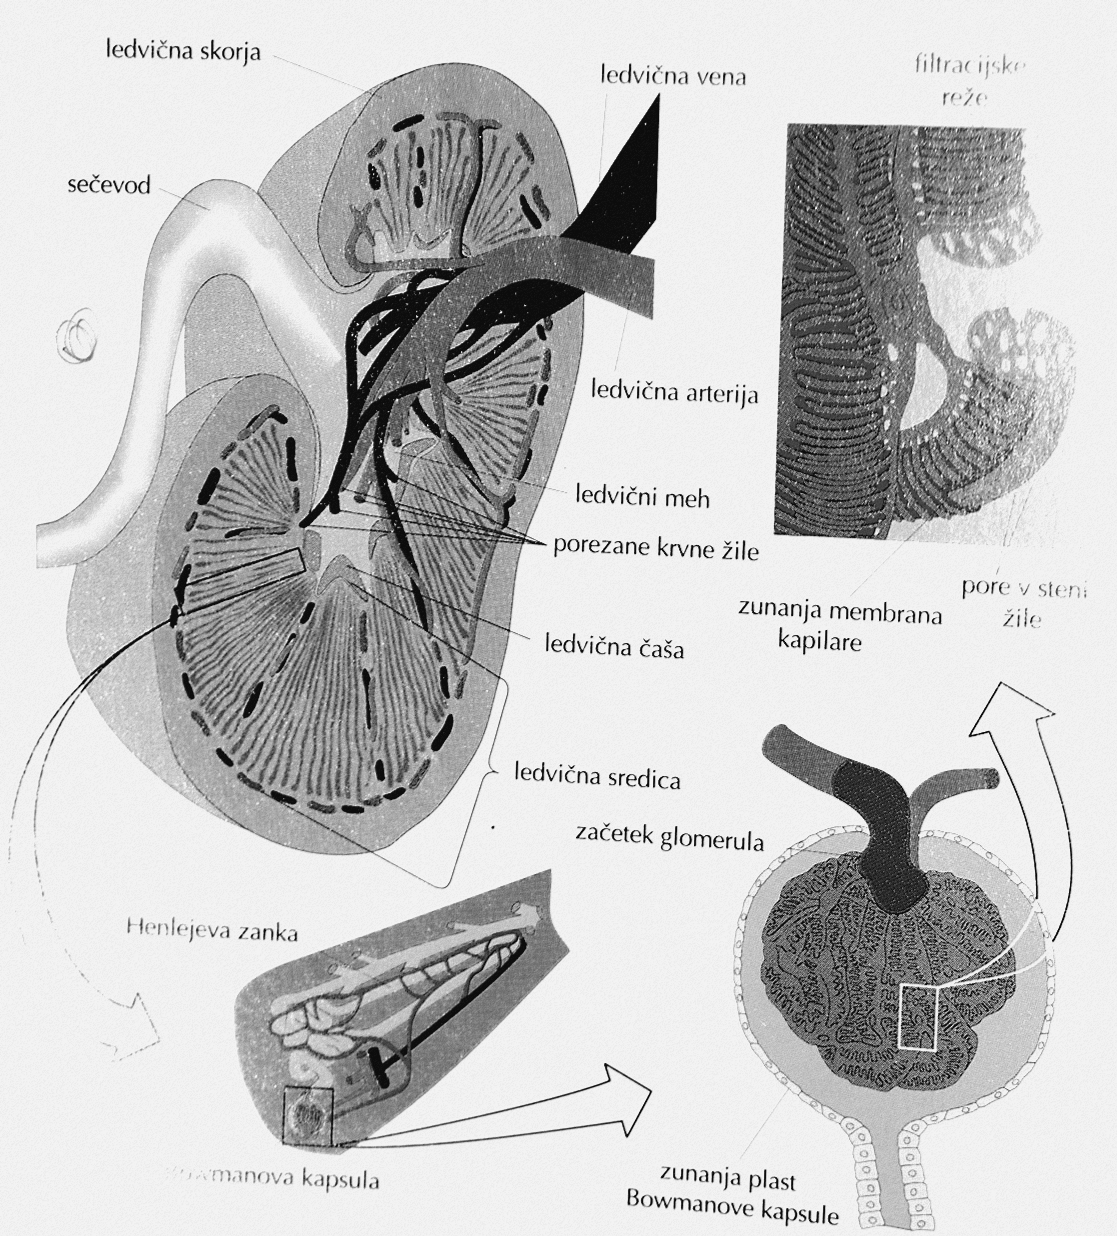 ledvična skorja
ledvična vena
filtracijske
reže
sečevod
ledvična arterija
ledvični meh
porezane krvne žile
pore v steni
žile
zunanja membrana
kapilare
ledvična čaša
ledvična sredica
začetek glomerula
Henlejeva zanka
Bowmanova kapsula
zunanja plast
Bowmanove kapsule